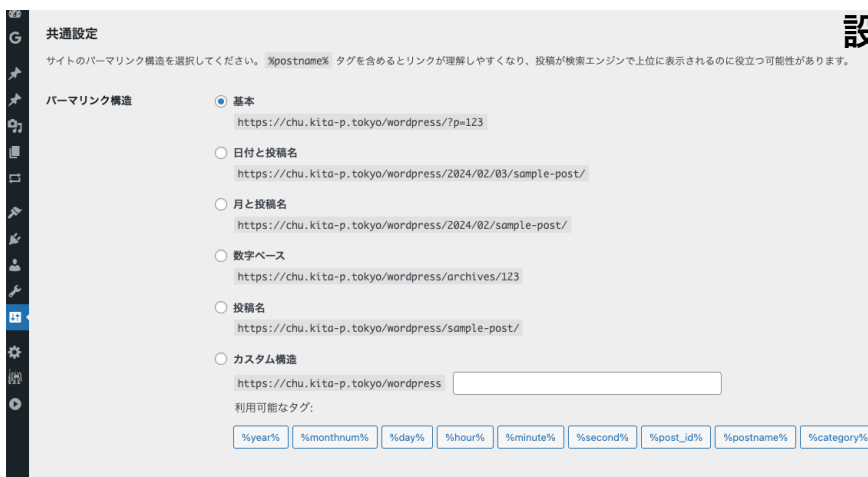 設
共通設定
サイトのパーマリンク構造を選択してください。 %postname% タグを含めるとリンクが理解しやすくなり、投稿が検索エンジンで上位に表示されるのに役立つ可能性があります。
パーマリンク構造
基本
https://chu.kita-p.tokyo/wordpress/?p=123
日付と投稿名
https://chu.kita-p.tokyo/wordpress/2024/02/03/sample-post/
月と投稿名
https://chu.kita-p.tokyo/wordpress/2024/02/sample-post/
数字ベース
https://chu.kita-p.tokyo/wordpress/archives/123
投稿名
https://chu.kita-p.tokyo/wordpress/sample-post/
カスタム構造
https://chu.kita-p.tokyo/wordpress
利用可能なタグ:
%year% %monthnum% %day% %hour% %minute% %second% %post_id% %postname% %category%